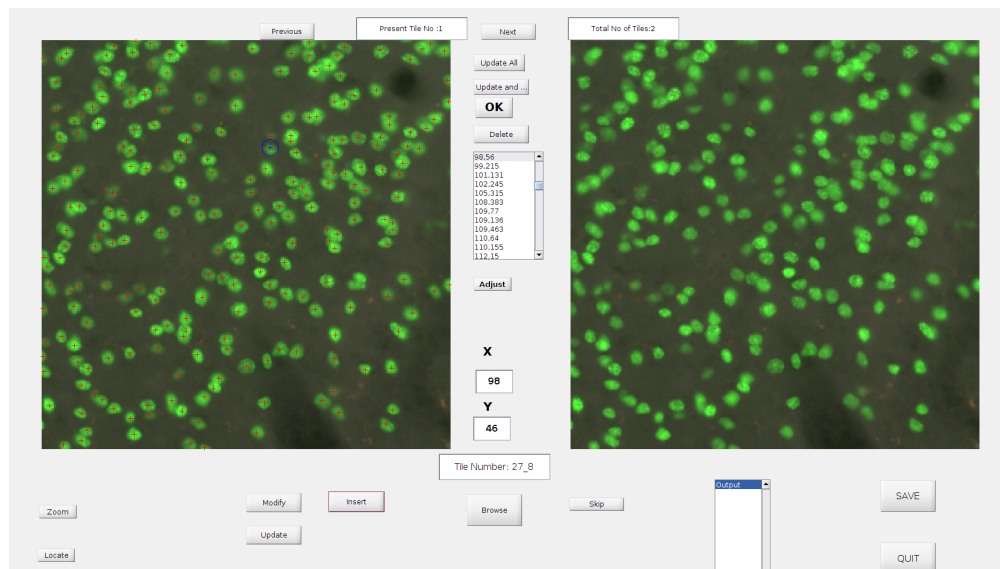 Previous
Present Tile No :1
Next
Total No of Tiles:2
Update All
Update and ...
OK
Delete
98,56
99,215
101,131
102,245
105,315
108,383
109,77
109,136
109,463
110,64
110,155
112,15
Adjust
X
98
Y
46
Tile Number: 27_8
Zoom
Modify
Insert
Browse
Skip
Output
SAVE
Update
Locate
QUIT